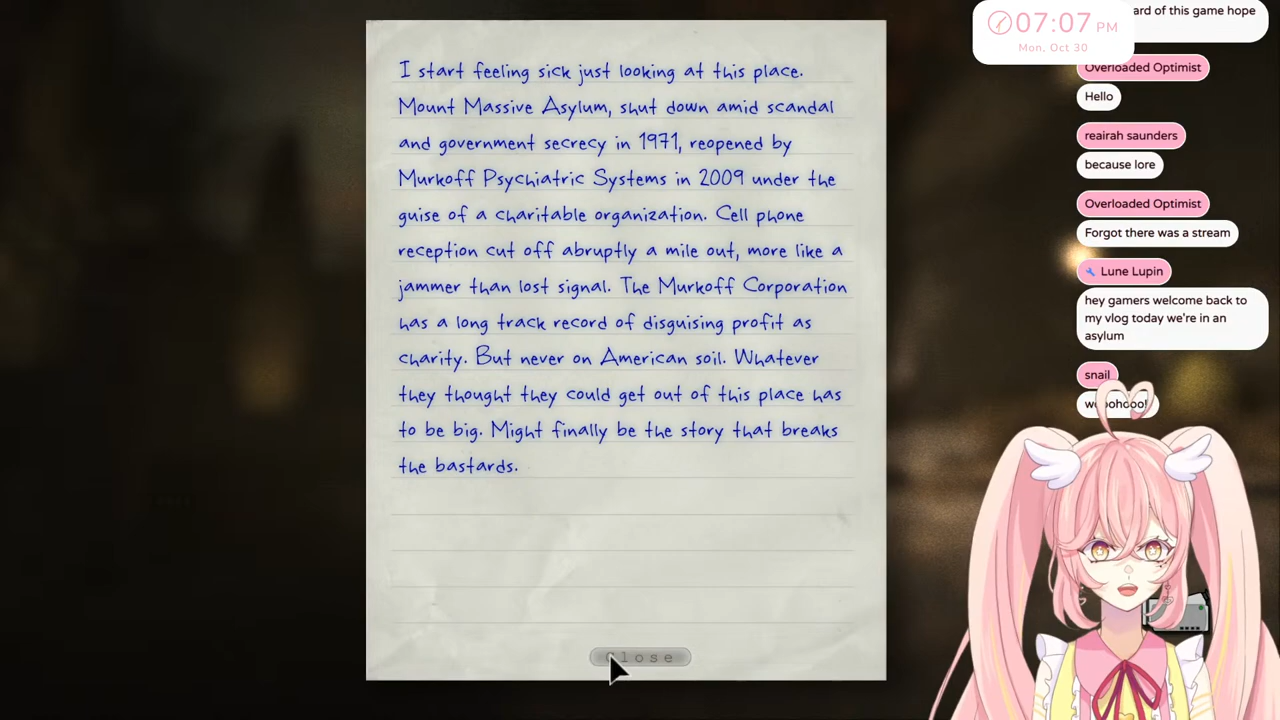 I start feeling sick just looking at this place.
Mount Massive Asylum, shut down amid scandal
and government secrecy in 1971, reopened by
Murkoff Psychiatric Systems in 2009 under the
guise of a charitable organization. Cell phone
reception cut off abruptly a mile out, more like a
jammer than lost signal. The Murkoff Corporation
has a long track record of disguising profit as
charity. But never on American soil. Whatever
they thought they could get out of this place has
to be big. Might finally be the story that breaks
the bastards.
Close
07:07 PM
Mon, Oct 30
of this game hope
Overloaded Optimist
Hello
reairah saunders
because lore
Overloaded Optimist
Forgot there was a stream
Lune Lupin
hey gamers welcome back to
my vlog today we're in an
asylum
snail